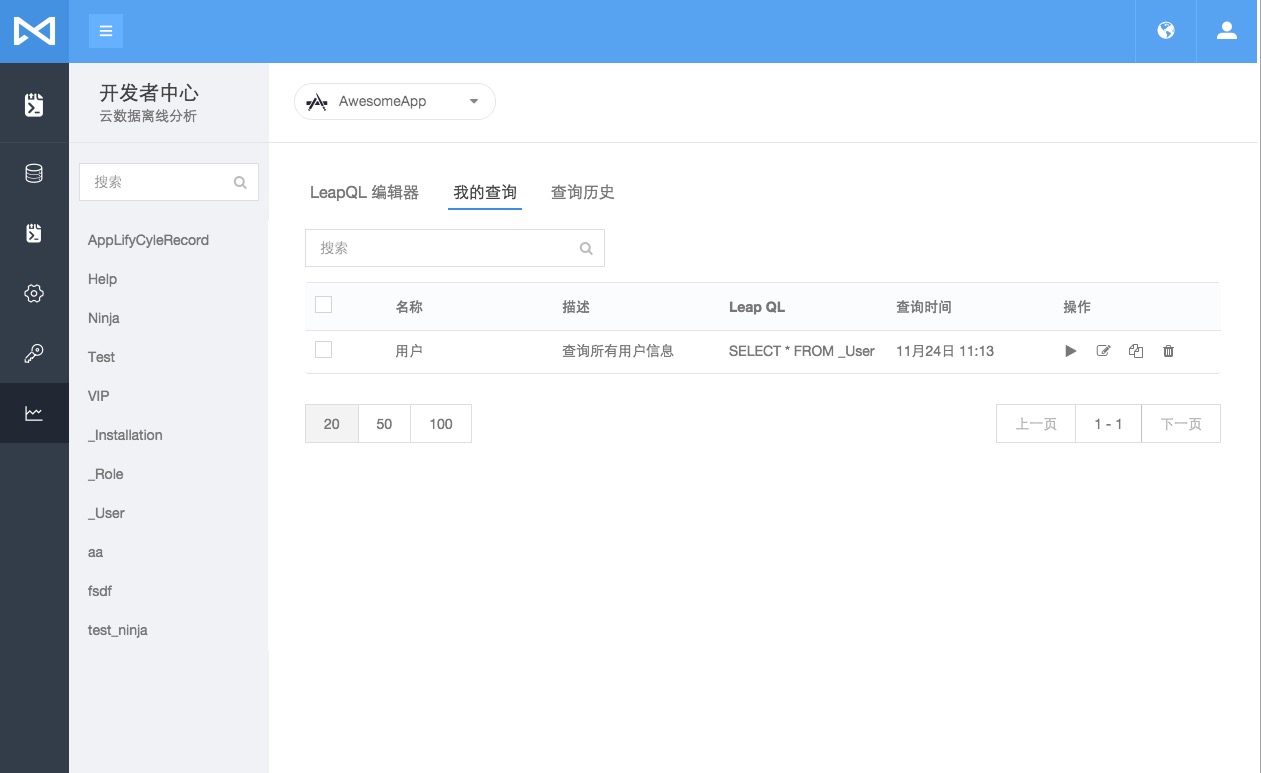 开发者中心
云数据离线分析
搜索
AppLifyCyleRecord
Help
Ninja
Test
VIP
_Installation
_Role
_User
aa
fsdf
test_ninja
AwesomeApp
LeapQL 编辑器 我的查询 查询历史
搜索
名称 描述 Leap QL 查询时间 操作
用户 查询所有用户信息 SELECT * FROM _User 11月24日 11:13
20 50 100 上一页 1 - 1 下一页